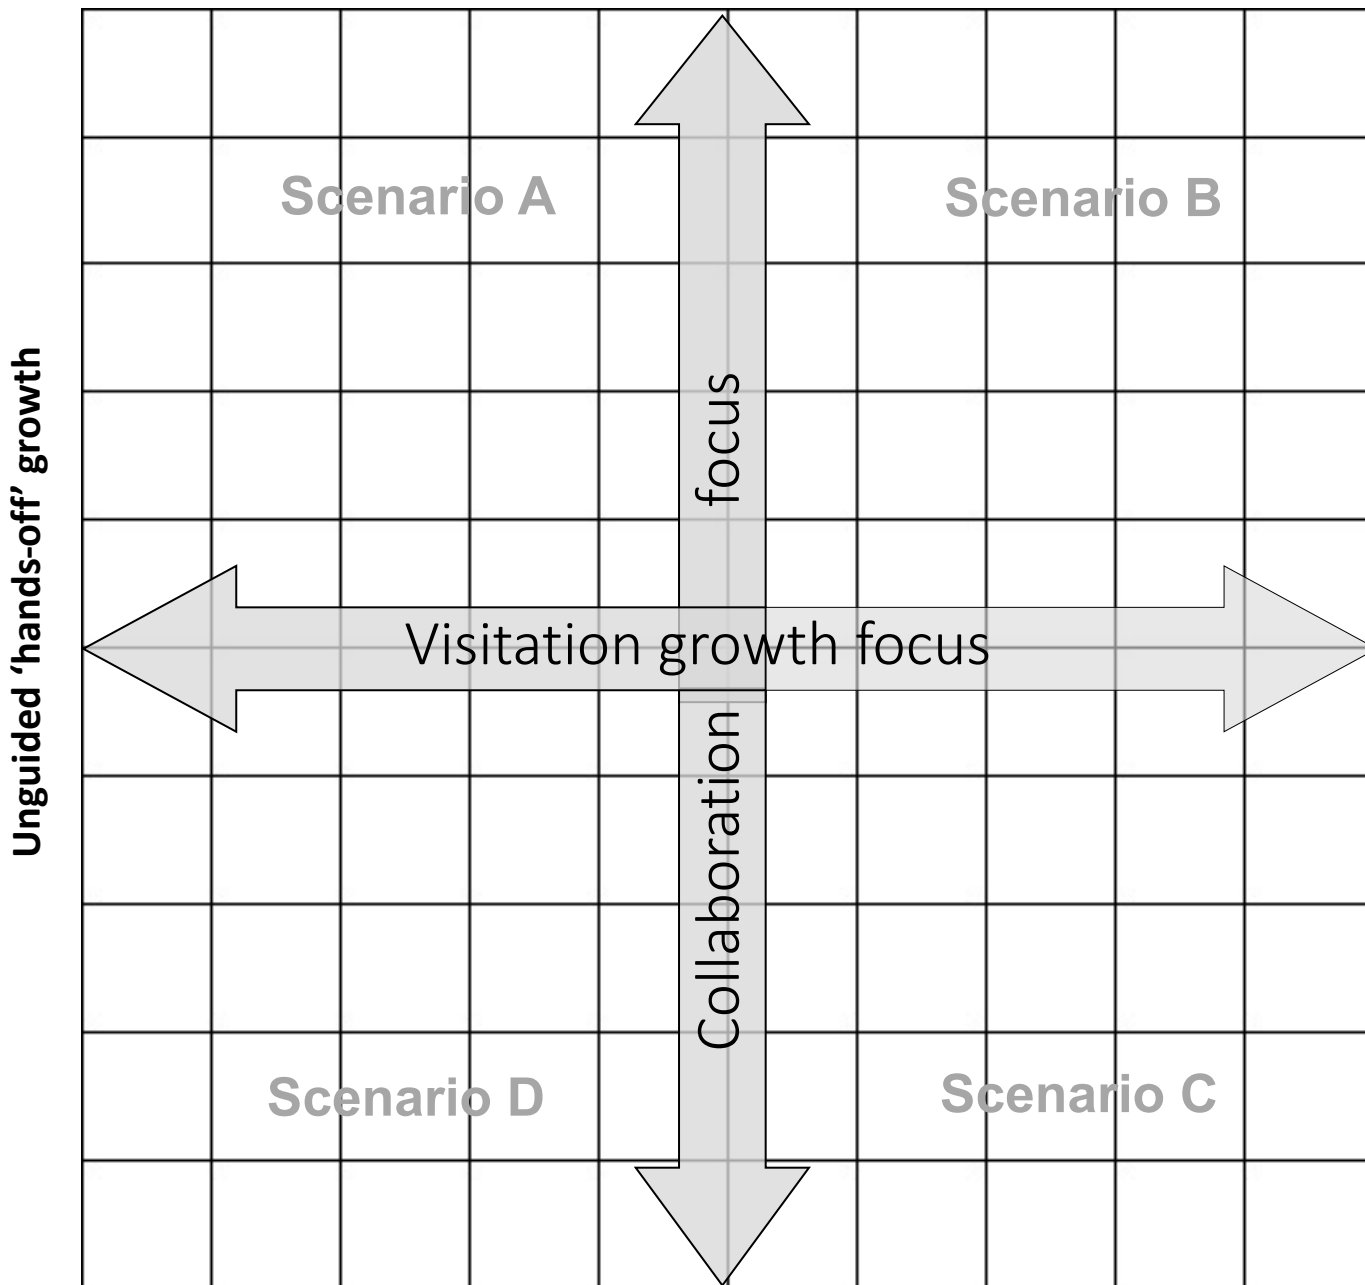 Scenario A
Scenario B
Unguided ‘hands-off’ growth
Visitation growth focus
Collaboration focus
Scenario D
Scenario C